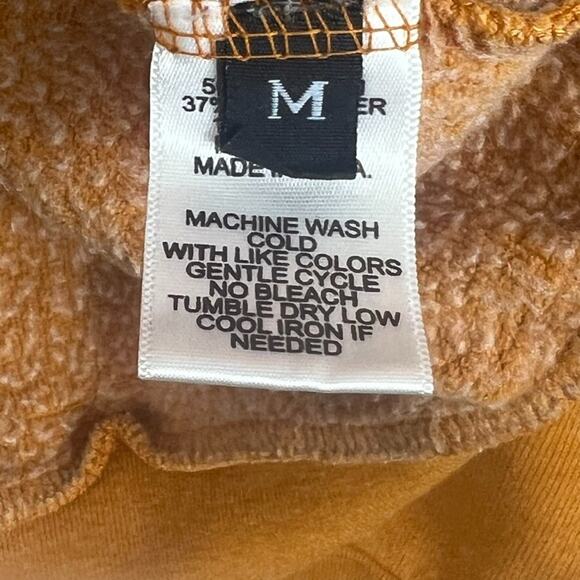 M
37%
MADE
MACHINE WASH
COLD
WITH LIKE COLORS
GENTLE CYCLE
NO BLEACH
TUMBLE DRY LOW
COOL IRON IF
NEEDED